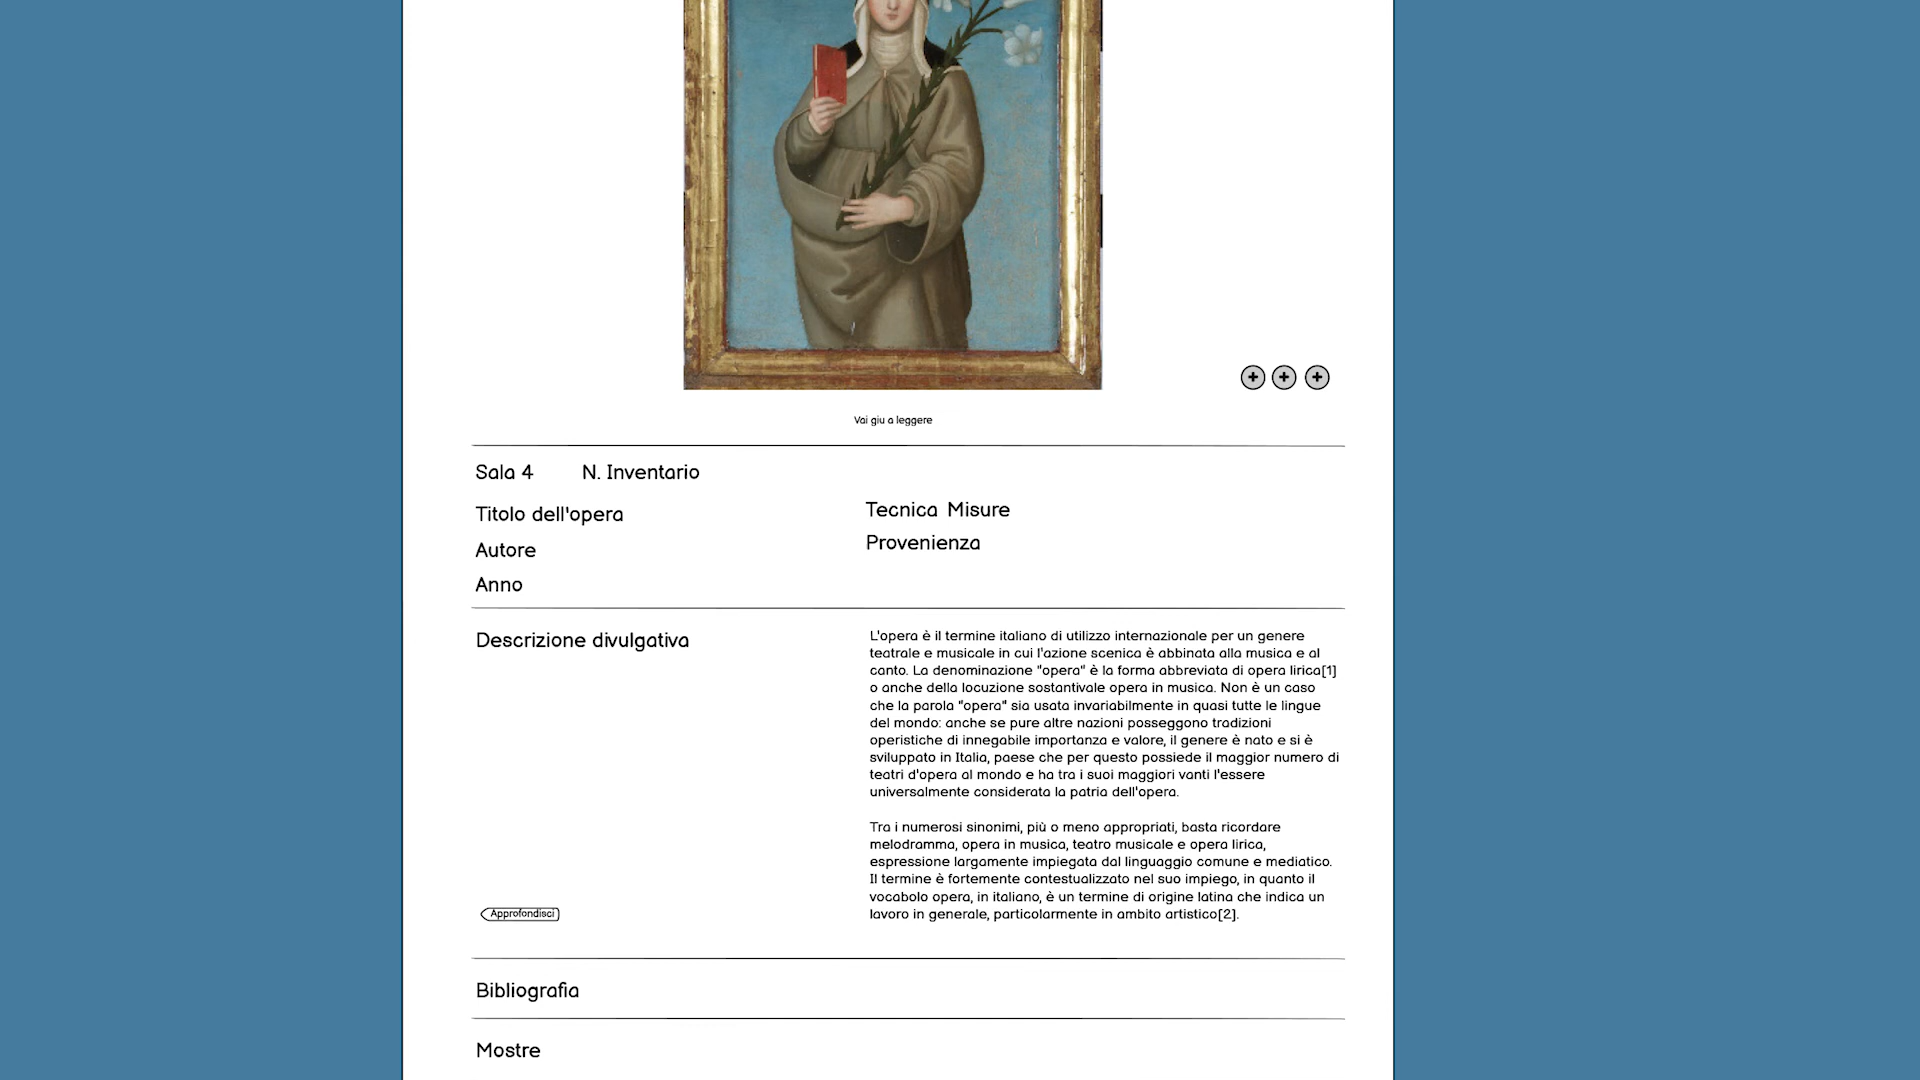 Vai giu a leggere
Sala 4 N. Inventario
Titolo dell'opera
Autore
Anno
Tecnica Misure
Provenienza
Descrizione divulgativa
L'opera è il termine italiano di utilizzo internazionale per un genere
teatrale e musicale in cui l'azione scenica è abbinata alla musica e al
canto. La denominazione "opera" è la forma abbreviata di opera lirica[1]
o anche della locuzione sostantivale opera in musica. Non è un caso
che la parola "opera" sia usata invariabilmente in quasi tutte le lingue
del mondo: anche se pure altre nazioni posseggono tradizioni
operistiche di innegabile importanza e valore, il genere è nato e si è
sviluppato in Italia, paese che per questo possiede il maggior numero di
teatri d'opera al mondo e ha tra i suoi maggiori vanti l'essere
universalmente considerata la patria dell'opera.
Tra i numerosi sinonimi, più o meno appropriati, basta ricordare
melodramma, opera in musica, teatro musicale e opera lirica,
espressione largamente impiegata dal linguaggio comune e mediatico.
Il termine è fortemente contestualizzato nel suo impiego, in quanto il
vocabolo opera, in italiano, è un termine di origine latina che indica un
lavoro in generale, particolarmente in ambito artistico[2].
Approfondisci
Bibliografia
Mostre